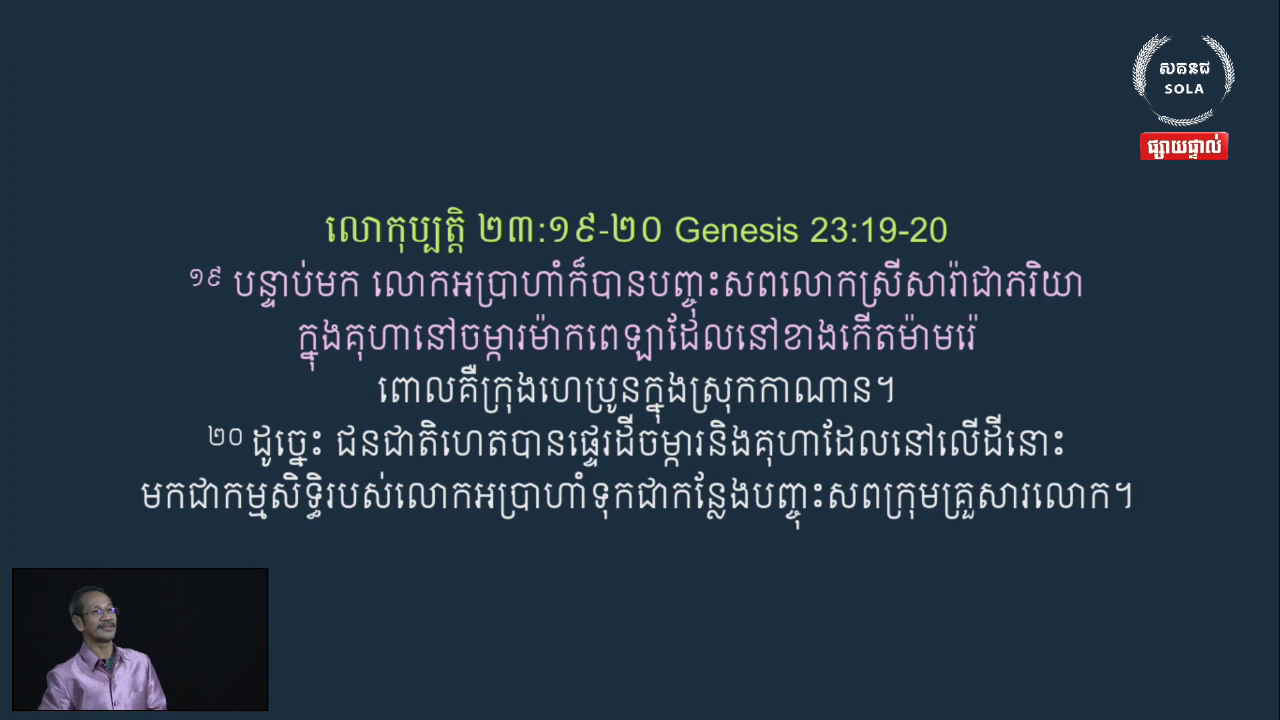 សគនជ
SOLA
ផ្សាយផ្ទាល់
លោកុប្បត្តិ ២៣:១៩-២០ Genesis 23:19-20
១៩ បន្ទាប់មក លោកអប្រាហាំក៏បានបញ្ចុះសពលោកស្រីសារ៉ាជាភរិយា
ក្នុងគុហានៅចម្ការម៉ាកពេឡាដែលនៅខាងកើតម៉ាមរេ៉
ពោលគឺក្រុងហេប្រូនក្នុងស្រុកកាណាន។
២០ ដូច្នេះ ជនជាតិហេតបានផ្ទេរដីចម្ការនិងគុហាដែលនៅលើដីនោះ
មកជាកម្មសិទ្ធិរបស់លោកអប្រាហាំទុកជាកន្លែងបញ្ចុះសពក្រុមគ្រួសារលោក។